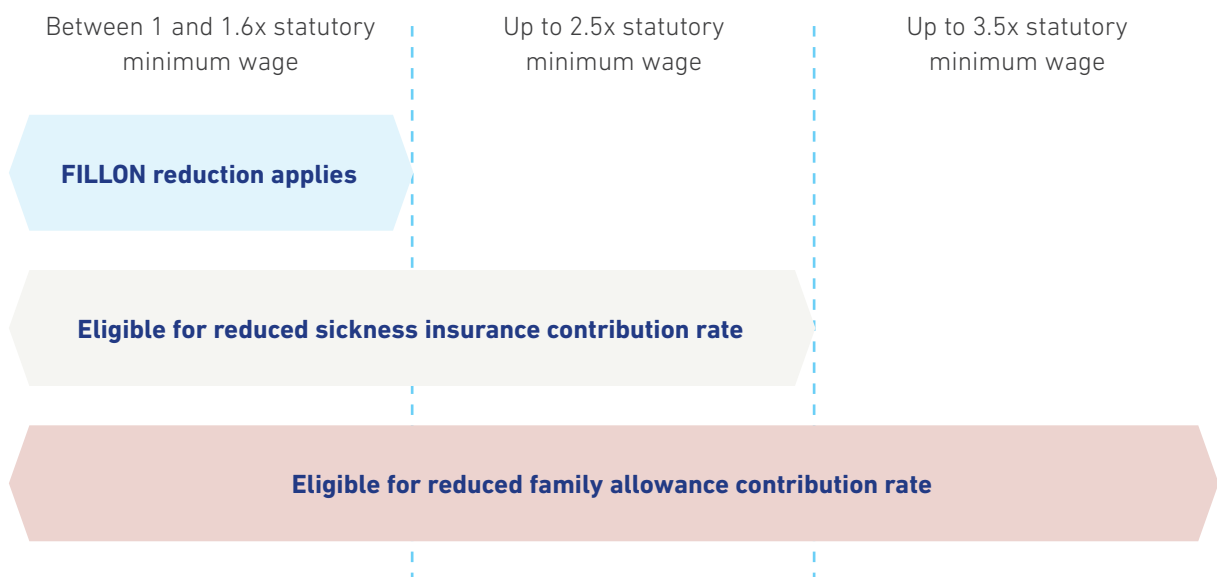 Between 1 and 1.6x statutory
minimum wage
Up to 2.5x statutory
minimum wage
Up to 3.5x statutory
minimum wage
FILLON reduction applies
Eligible for reduced sickness insurance contribution rate
Eligible for reduced family allowance contribution rate